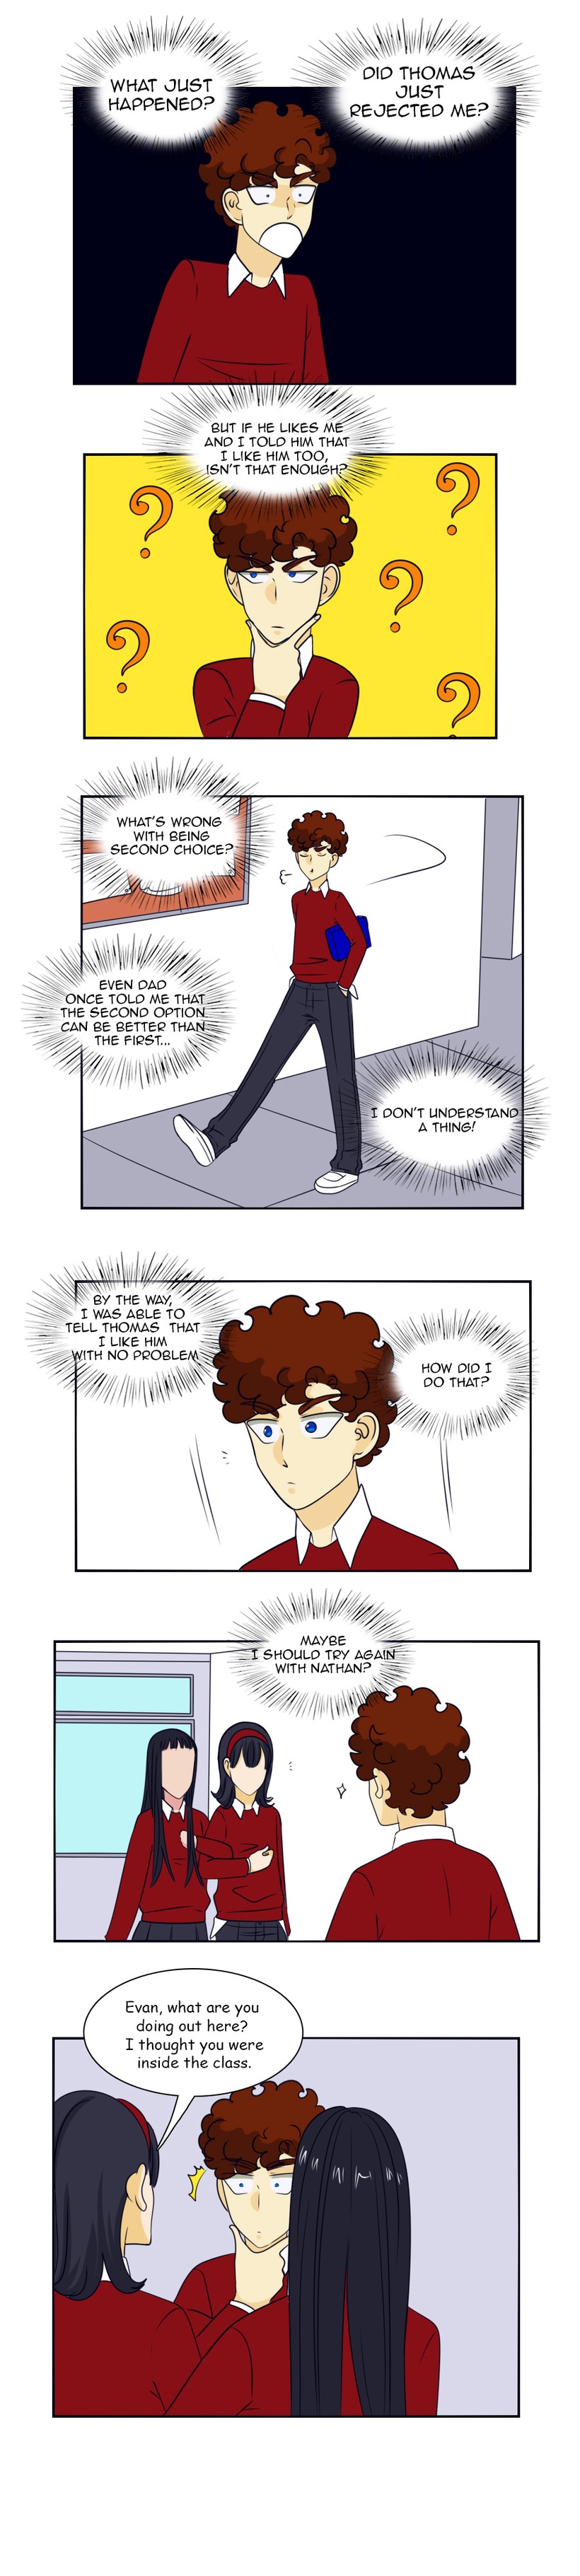 WHAT JUST
HAPPENED?
DID THOMAS
JUST
REJECTED ME?
BUT IF HE LIKES ME
AND I TOLD HIM THAT
I LIKE HIM TOO,
ISN'T THAT ENOUGH?
?
?
?
?
?
WHAT'S WRONG
WITH BEING
SECOND CHOICE?
EVEN DAD
ONCE TOLD ME THAT
THE SECOND OPTION
CAN BE BETTER THAN
THE FIRST...
I DON'T UNDERSTAND
A THING!
BY THE WAY,
I WAS ABLE TO
TELL THOMAS THAT
I LIKE HIM
WITH NO PROBLEM
HOW DID I
DO THAT?
MAYBE
I SHOULD TRY AGAIN
WITH NATHAN?
Evan, what are you
doing out here?
I thought you were
inside the class.